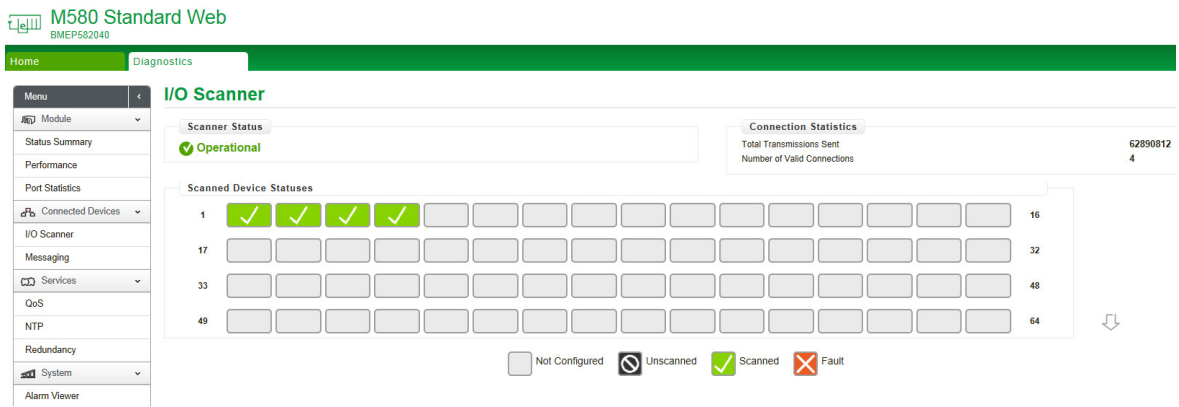 M580 Standard Web
BMEP582040
Home
Diagnostics
Menu
Module
Status Summary
Performance
Port Statistics
Connected Devices
I/O Scanner
Messaging
Services
QoS
NTP
Redundancy
System
Alarm Viewer
I/O Scanner
Scanner Status
Operational
Connection Statistics
Total Transmissions Sent 62890812
Number of Valid Connections 4
Scanned Device Statuses
1 16
17 32
33 48
49 64
Not Configured Unscanned Scanned Fault